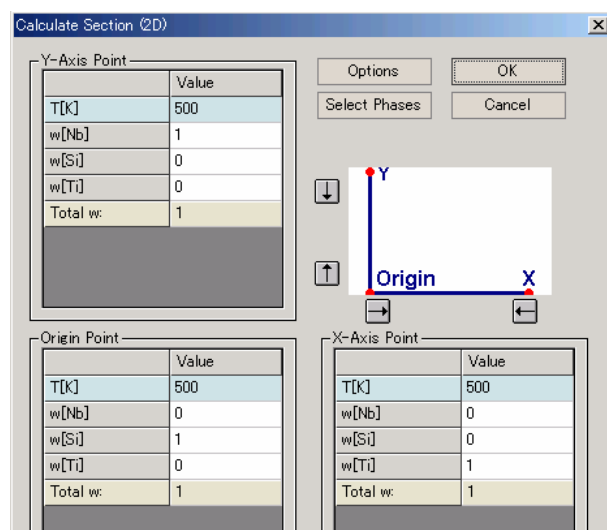 Calculate Section (2D)
Y-Axis Point
Value
T[K] 500
w[Nb] 1
w[Si] 0
w[Ti] 0
Total w: 1
Options OK
Select Phases Cancel
Y
Origin X
Origin Point
Value
T[K] 500
w[Nb] 0
w[Si] 1
w[Ti] 0
Total w: 1
X-Axis Point
Value
T[K] 500
w[Nb] 0
w[Si] 0
w[Ti] 1
Total w: 1